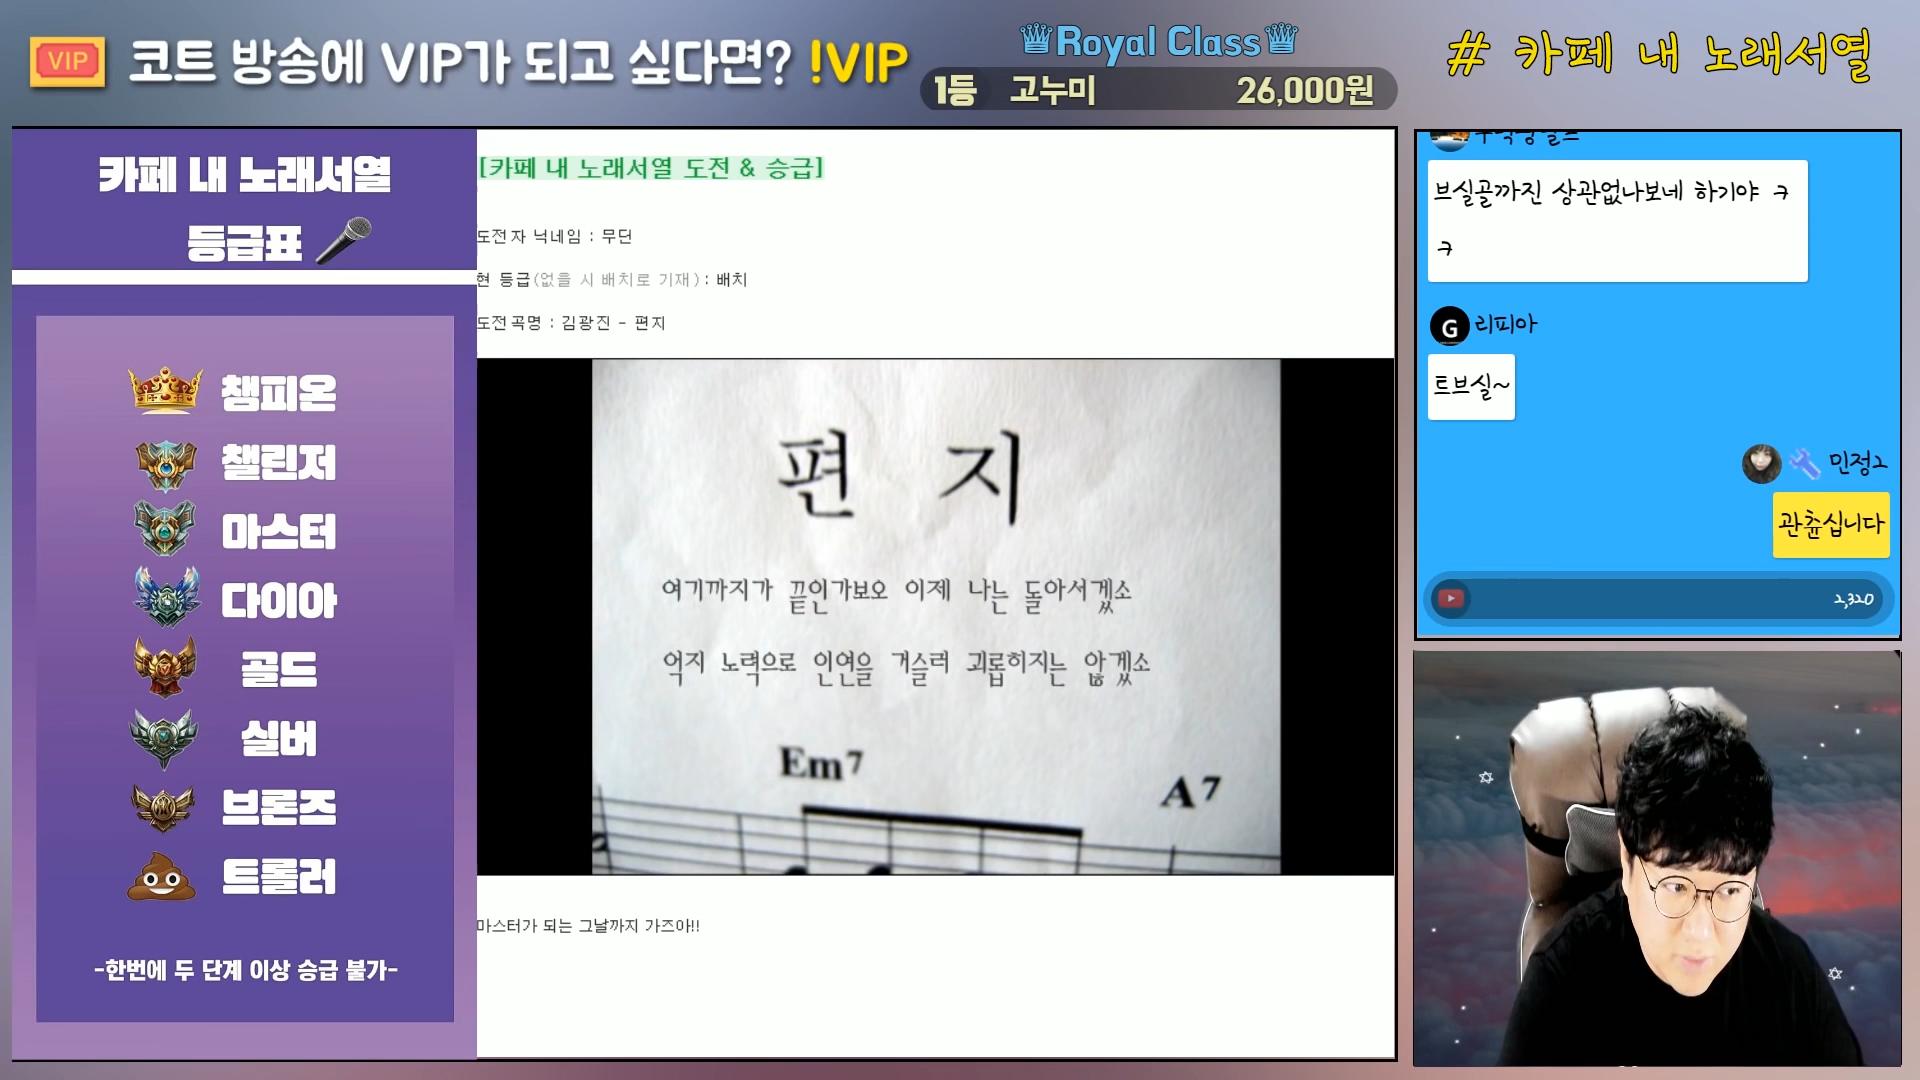 VIP
코트 방송에 VIP가 되고 싶다면? !VIP
Royal Class
1등 고누미 26,000원
# 카페 내 노래서열
카페 내 노래서열
등급표
챔피온
챌린저
마스터
다이아
골드
실버
브론즈
트롤러
-한번에 두 단계 이상 승급 불가-
[카페 내 노래서열 도전 & 승급]
도전자 닉네임 : 무딘
현 등급(없을 시 배치로 기재) : 배치
도전곡명 : 김광진 - 편지
편 지
여기까지가 끝인가보오 이제 나는 돌아서겠소
억지 노력으로 인연을 거슬러 괴롭히지는 않겠소
Em7
A7
마스터가 되는 그날까지 가즈아!!
브실골까진 상관없나보네 하기야 ㅋ
ㅋ
G 리피아
트브실~
민정2
관츈십니다
2,320